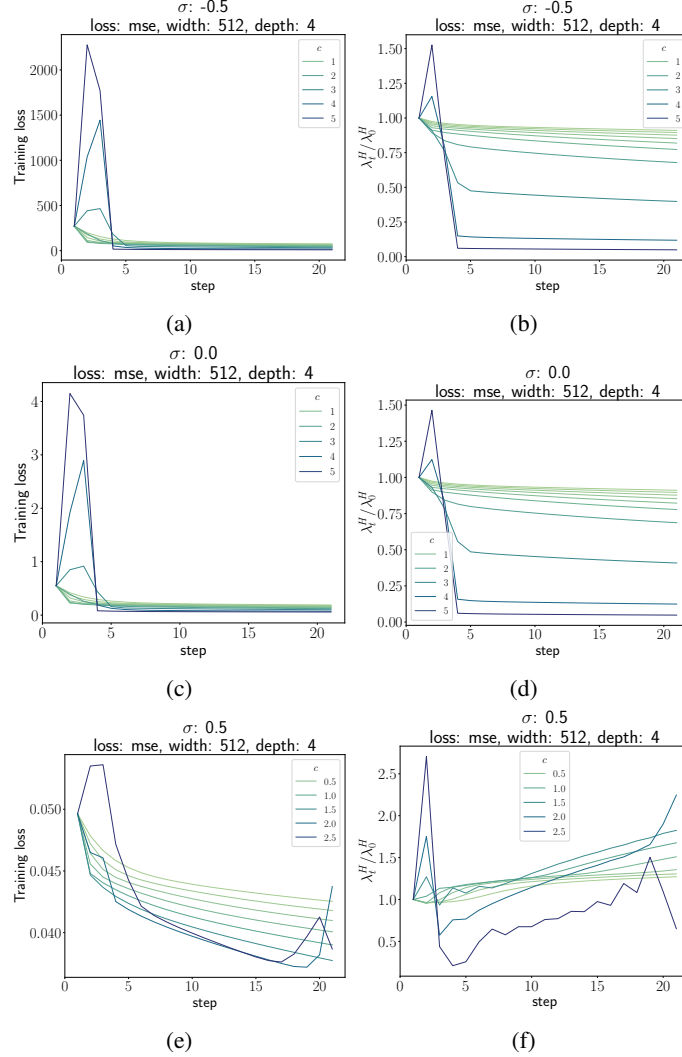 σ: -0.5
loss: mse, width: 512, depth: 4
Training loss
2000
1500
1000
500
0
0
5
10
15
20
step
c
1
2
3
4
5
(a)
σ: -0.5
loss: mse, width: 512, depth: 4
λ_t^H/λ_0^H
1.50
1.25
1.00
0.75
0.50
0.25
0.00
0
5
10
15
20
step
c
1
2
3
4
5
(b)
σ: 0.0
loss: mse, width: 512, depth: 4
Training loss
4
3
2
1
0
0
5
10
15
20
step
c
1
2
3
4
5
(c)
σ: 0.0
loss: mse, width: 512, depth: 4
λ_t^H/λ_0^H
1.50
1.25
1.00
0.75
0.50
0.25
0.00
0
5
10
15
20
step
c
1
2
3
4
5
(d)
σ: 0.5
loss: mse, width: 512, depth: 4
Training loss
0.050
0.045
0.040
0
5
10
15
20
step
c
0.5
1.0
1.5
2.0
2.5
(e)
σ: 0.5
loss: mse, width: 512, depth: 4
λ_t^H/λ_0^H
2.5
2.0
1.5
1.0
0.5
0
5
10
15
20
step
c
0.5
1.0
1.5
2.0
2.5
(f)